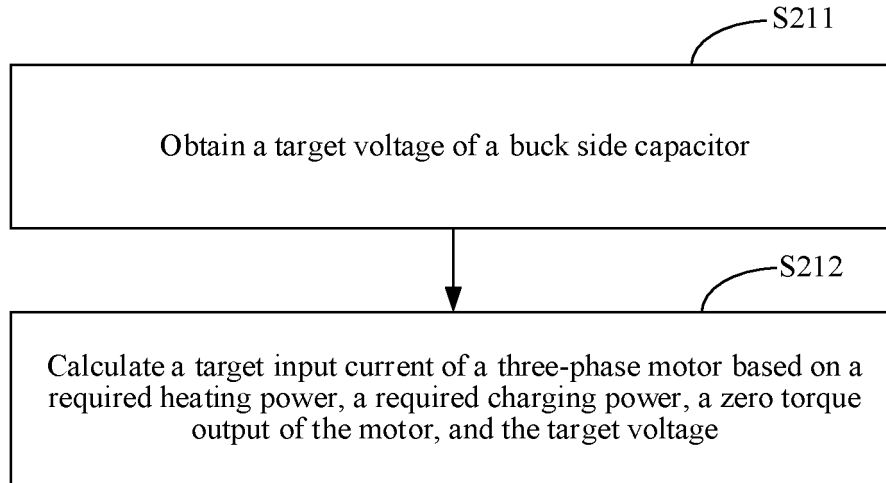 S211
Obtain a target voltage of a buck side capacitor
S212
Calculate a target input current of a three-phase motor based on a
required heating power, a required charging power, a zero torque
output of the motor, and the target voltage